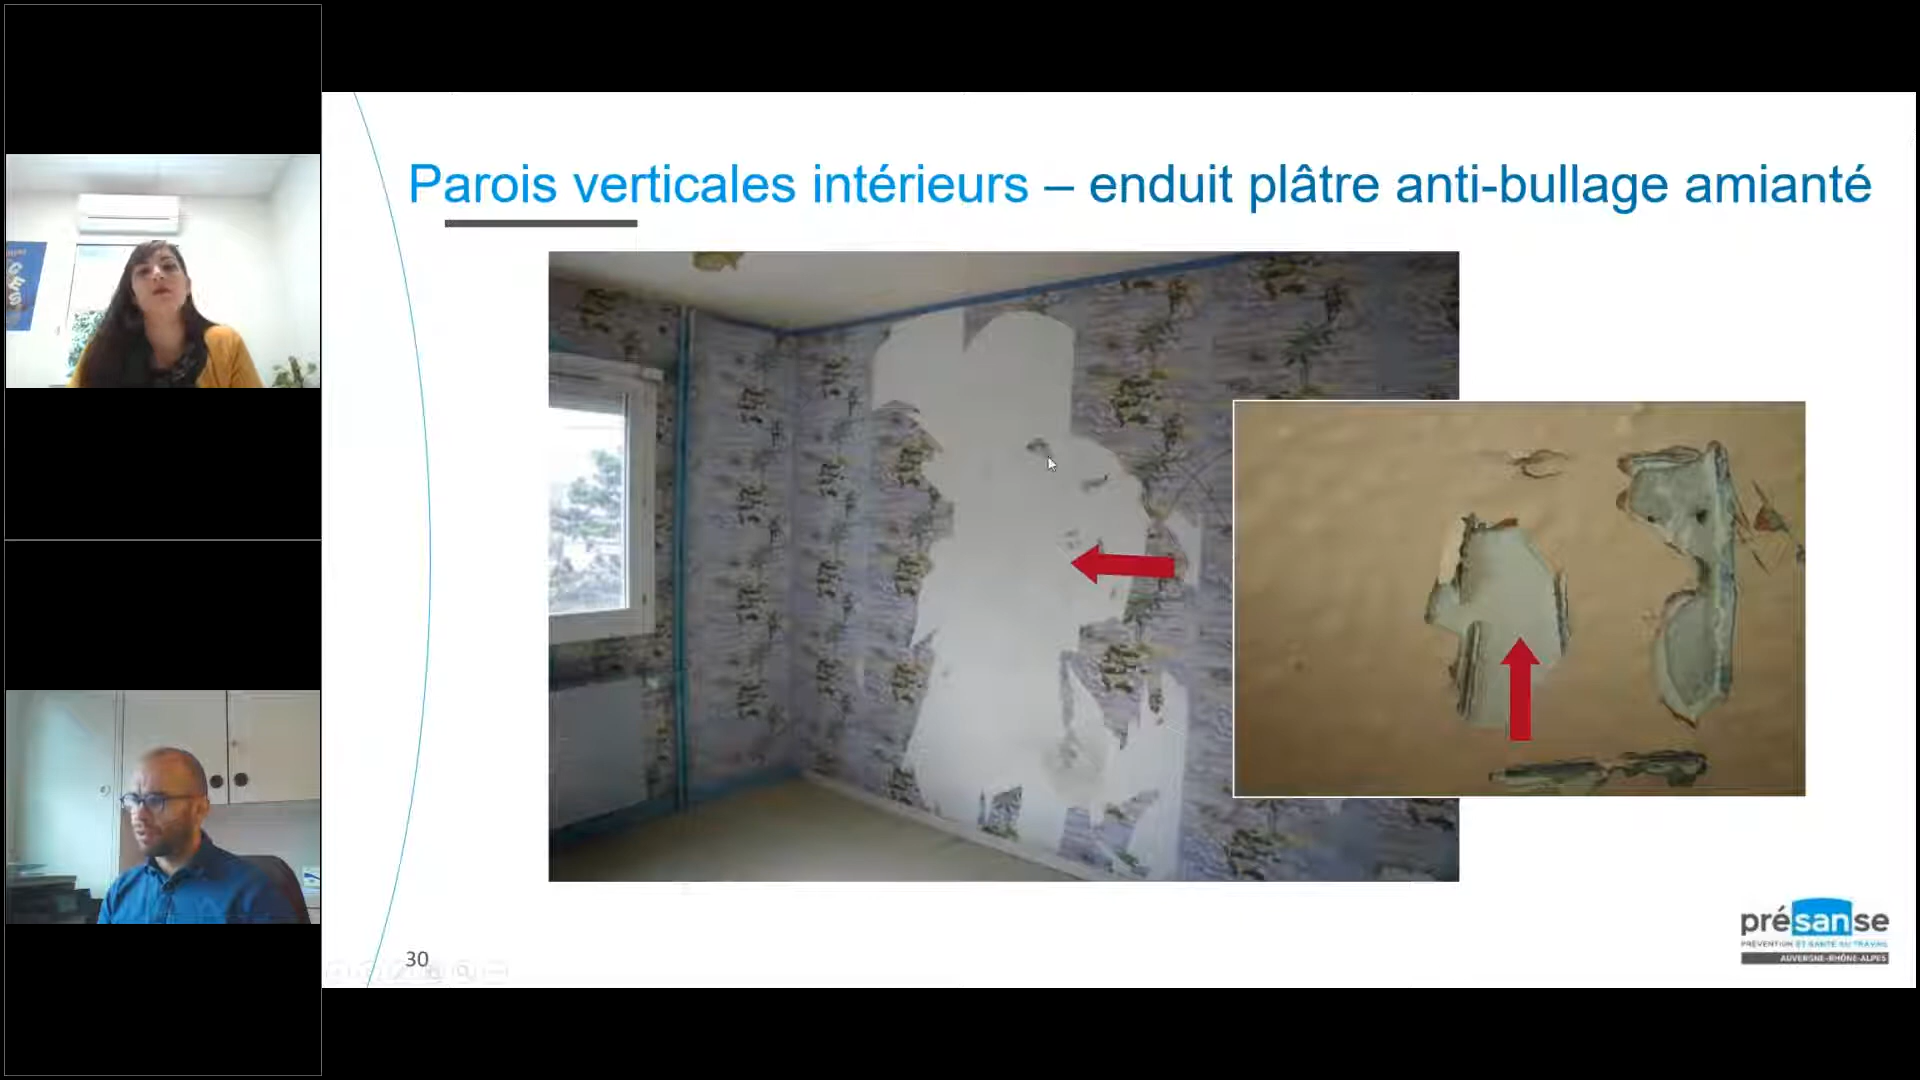 Parois verticales intérieurs – enduit plâtre anti-bullage amianté
30
présanse
PRÉVENTION ET SANTÉ AU TRAVAIL
AUVERGNE-RHÔNE-ALPES